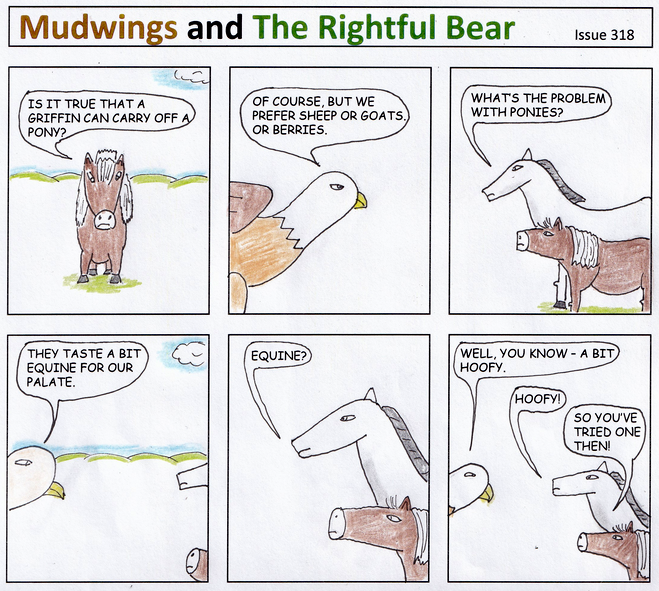 Mudwings and The Rightful Bear
Issue 318
IS IT TRUE THAT A
GRIFFIN CAN CARRY OFF A
PONY?
OF COURSE, BUT WE
PREFER SHEEP OR GOATS.
OR BERRIES.
WHAT'S THE PROBLEM
WITH PONIES?
THEY TASTE A BIT
EQUINE FOR OUR
PALATE.
EQUINE?
WELL, YOU KNOW - A BIT
HOOFY.
HOOFY!
SO YOU'VE
TRIED ONE
THEN!